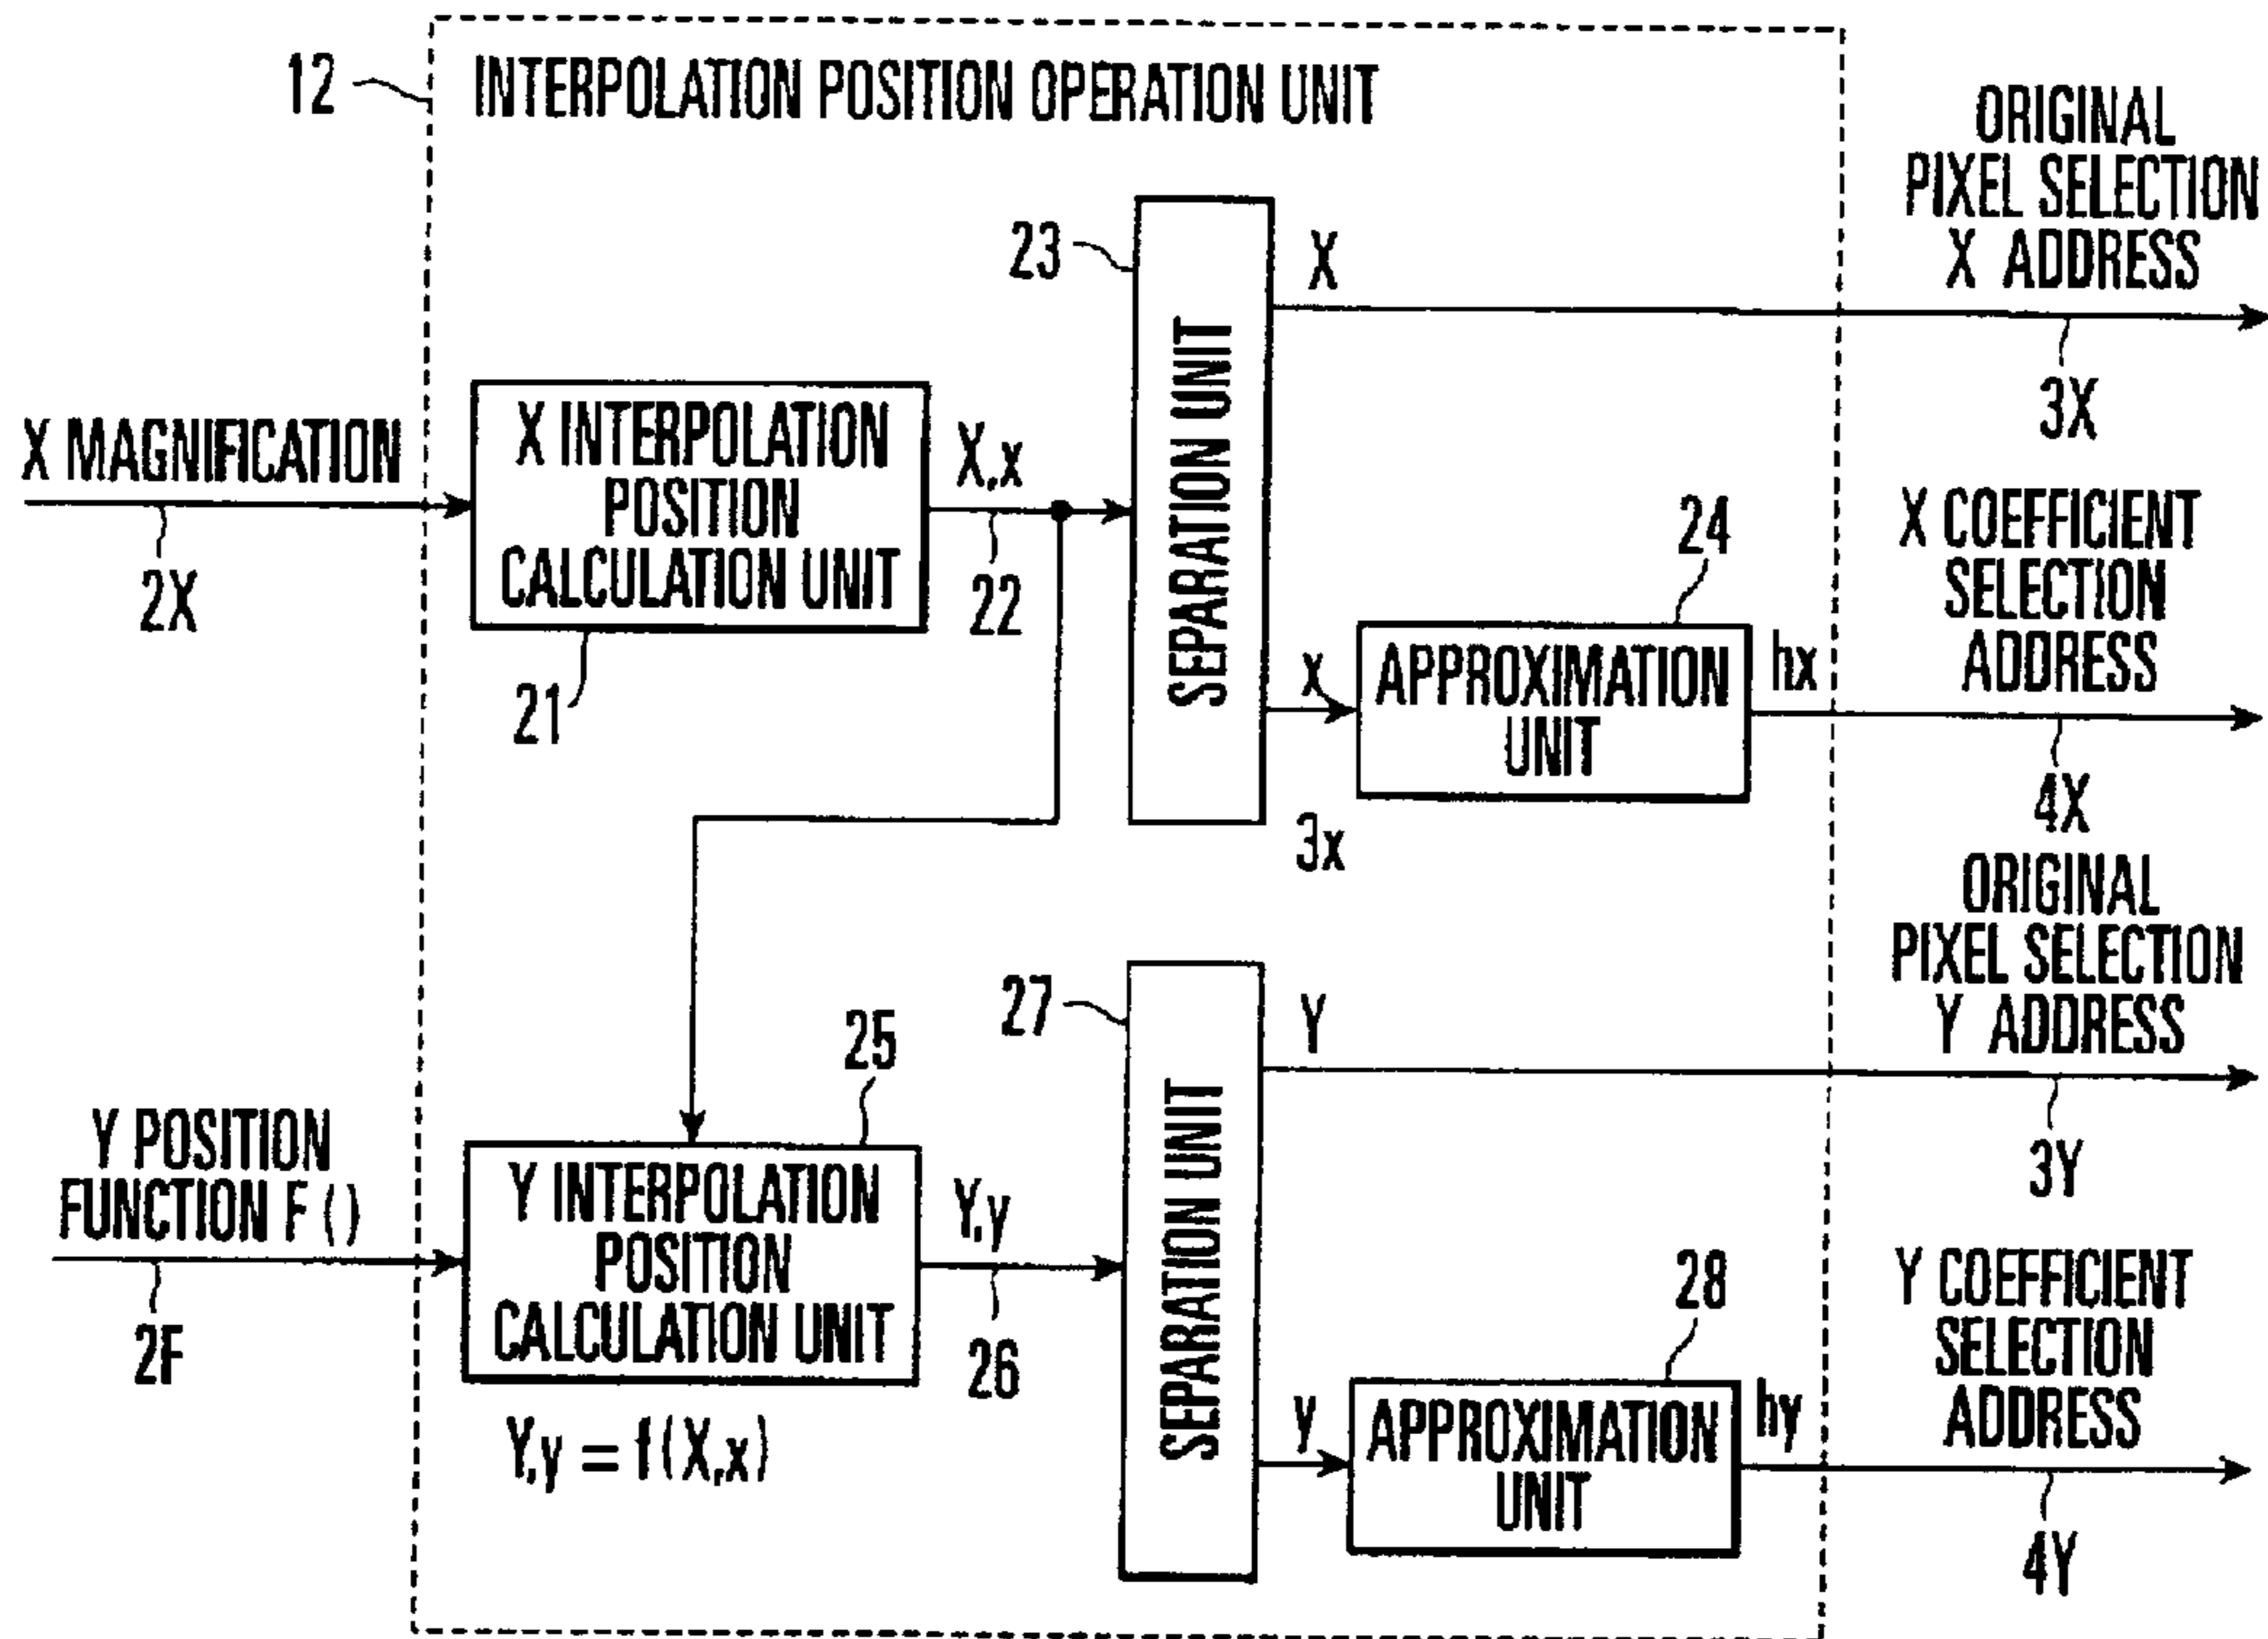 12
INTERPOLATION POSITION OPERATION UNIT
ORIGINAL
PIXEL SELECTION
X ADDRESS
23
X
SEPARATION UNIT
3X
X MAGNIFICATION
2X
X INTERPOLATION
POSITION
CALCULATION UNIT
21
X,x
22
24
X COEFFICIENT
SELECTION
ADDRESS
x
APPROXIMATION
UNIT
hx
4X
3x
ORIGINAL
PIXEL SELECTION
Y ADDRESS
27
Y
SEPARATION UNIT
3Y
25
Y POSITION
FUNCTION F ()
2F
Y INTERPOLATION
POSITION
CALCULATION UNIT
Y,y
26
Y,y = f(X,x)
28
Y COEFFICIENT
SELECTION
ADDRESS
y
APPROXIMATION
UNIT
hy
4Y